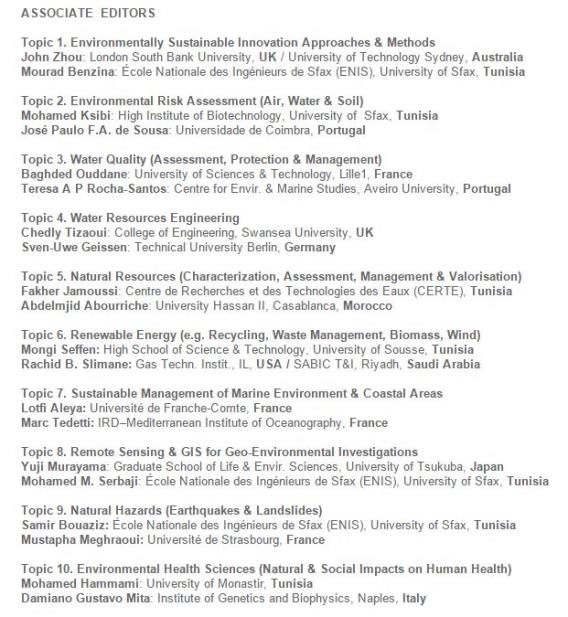 ASSOCIATE EDITORS
Topic 1. Environmentally Sustainable Innovation Approaches & Methods
John Zhou: London South Bank University, UK / University of Technology Sydney, Australia
Mourad Benzina: École Nationale des Ingénieurs de Sfax (ENIS), University of Sfax, Tunisia
Topic 2. Environmental Risk Assessment (Air, Water & Soil)
Mohamed Ksibi: High Institute of Biotechnology, University of Sfax, Tunisia
José Paulo F.A. de Sousa: Universidade de Coimbra, Portugal
Topic 3. Water Quality (Assessment, Protection & Management)
Baghded Ouddane: University of Sciences & Technology, Lille1, France
Teresa A P Rocha-Santos: Centre for Envir. & Marine Studies, Aveiro University, Portugal
Topic 4. Water Resources Engineering
Chedly Tizaoui: College of Engineering, Swansea University, UK
Sven-Uwe Geissen: Technical University Berlin, Germany
Topic 5. Natural Resources (Characterization, Assessment, Management & Valorisation)
Fakher Jamoussi: Centre de Recherches et des Technologies des Eaux (CERTE), Tunisia
Abdelmjid Abourriche: University Hassan II, Casablanca, Morocco
Topic 6. Renewable Energy (e.g. Recycling, Waste Management, Biomass, Wind)
Mongi Seffen: High School of Science & Technology, University of Sousse, Tunisia
Rachid B. Slimane: Gas Techn. Instit., IL, USA / SABIC T&I, Riyadh, Saudi Arabia
Topic 7. Sustainable Management of Marine Environment & Coastal Areas
Lotfi Aleya: Université de Franche-Comte, France
Marc Tedetti: IRD–Mediterranean Institute of Oceanography, France
Topic 8. Remote Sensing & GIS for Geo-Environmental Investigations
Yuji Murayama: Graduate School of Life & Envir. Sciences, University of Tsukuba, Japan
Mohamed M. Serbaji: École Nationale des Ingénieurs de Sfax (ENIS), University of Sfax, Tunisia
Topic 9. Natural Hazards (Earthquakes & Landslides)
Samir Bouaziz: École Nationale des Ingénieurs de Sfax (ENIS), University of Sfax, Tunisia
Mustapha Meghraoui: Université de Strasbourg, France
Topic 10. Environmental Health Sciences (Natural & Social Impacts on Human Health)
Mohamed Hammami: University of Monastir, Tunisia
Damiano Gustavo Mita: Institute of Genetics and Biophysics, Naples, Italy